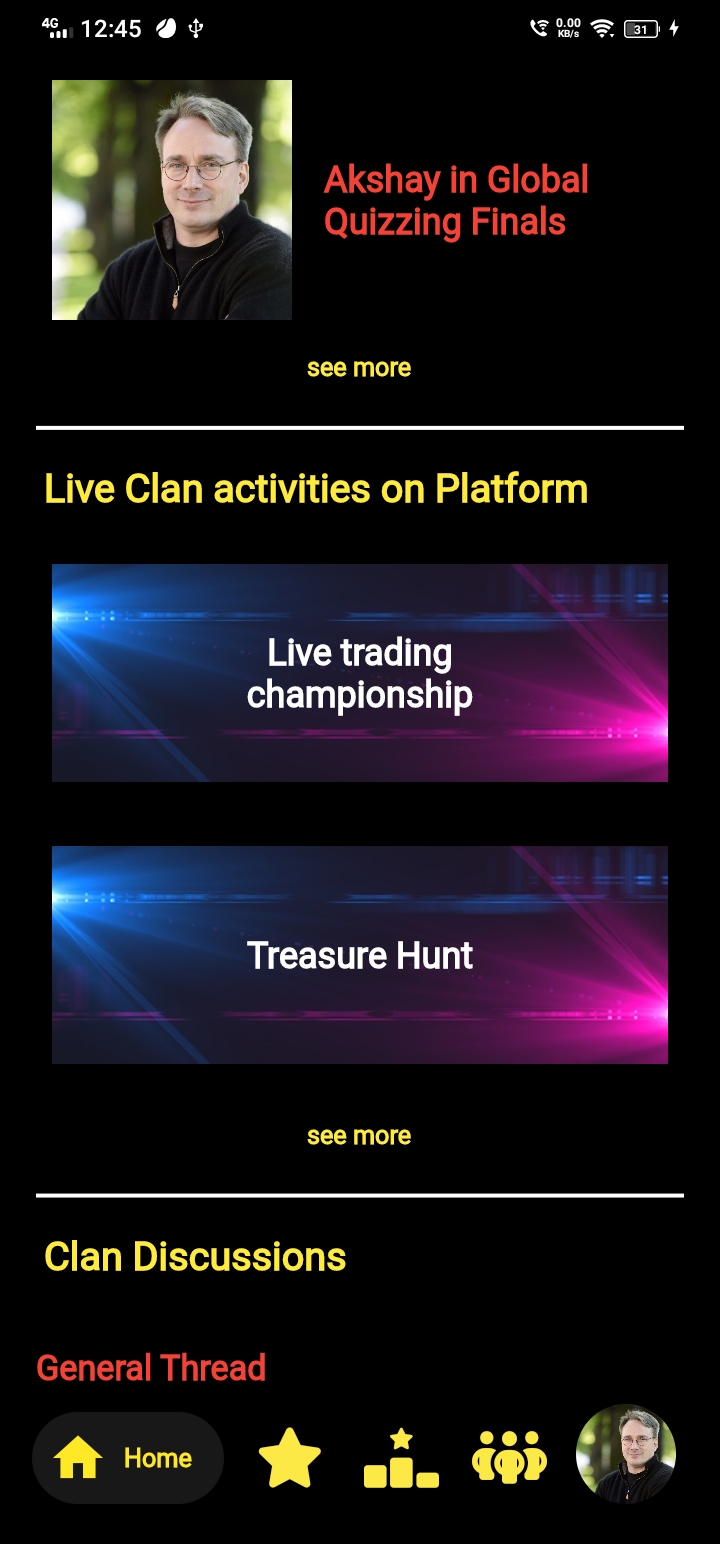 4G 12:45 0.00 KB/s 31
Akshay in Global
Quizzing Finals
see more
Live Clan activities on Platform
Live trading
championship
Treasure Hunt
see more
Clan Discussions
General Thread
Home